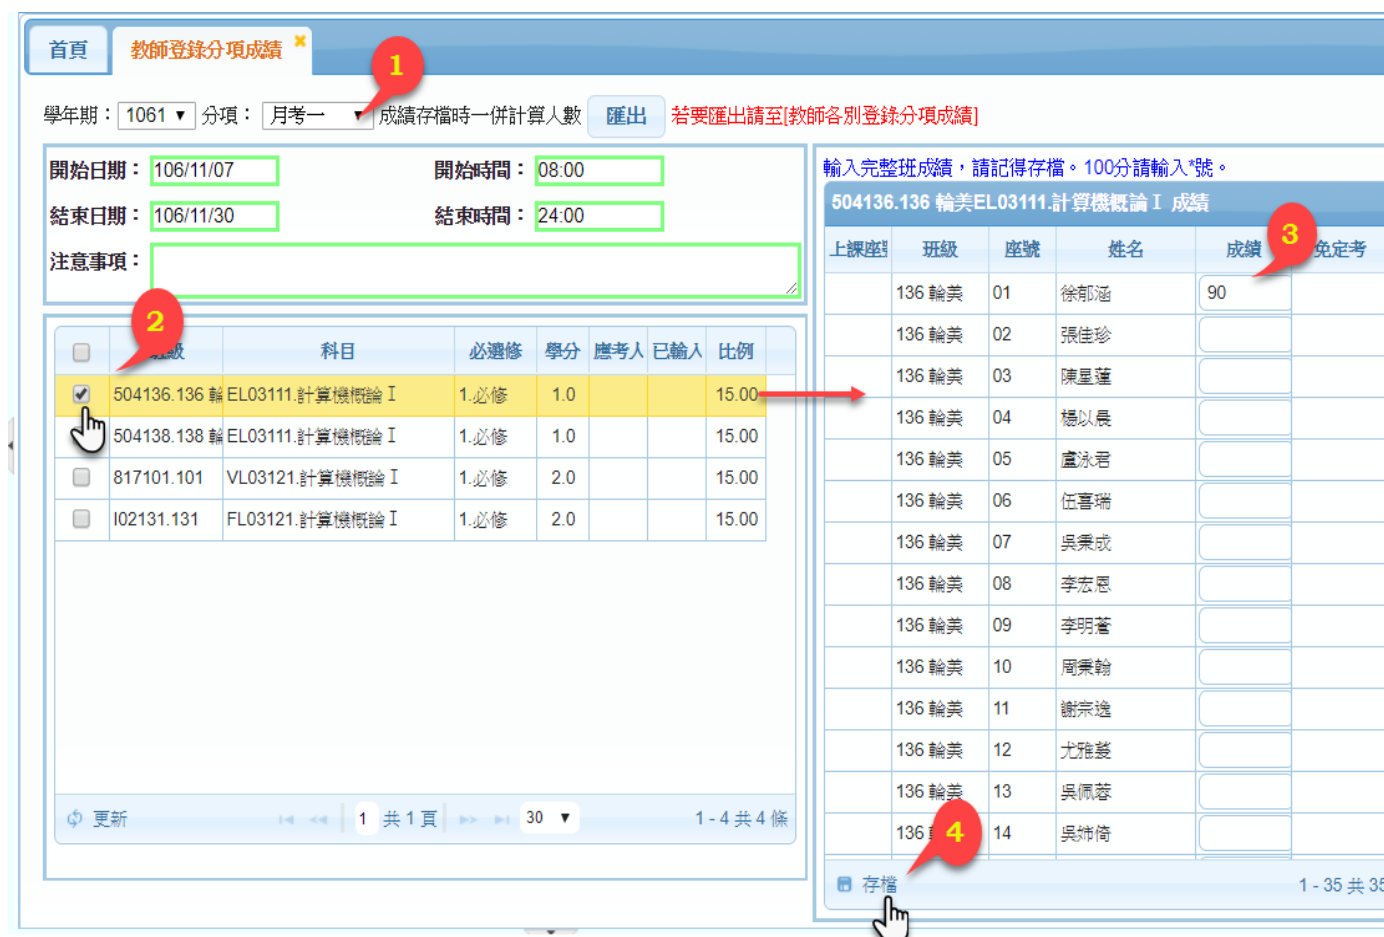 首頁 教師登錄分項成績
1
學年期： 1061 分項： 月考一 成績存檔時一併計算人數 匯出 若要匯出請至[教師各別登錄分項成績]
開始日期： 106/11/07 開始時間： 08:00
結束日期： 106/11/30 結束時間： 24:00
注意事項：
2
班級 科目 必選修 學分 應考人 已輸入 比例
504136.136 輪 EL03111.計算機概論 I 1.必修 1.0 15.00
504138.138 輪 EL03111.計算機概論 I 1.必修 1.0 15.00
817101.101 VL03121.計算機概論 I 1.必修 2.0 15.00
I02131.131 FL03121.計算機概論 I 1.必修 2.0 15.00
更新 1 共 1 頁 30 1 - 4 共 4 條
輸入完整班成績，請記得存檔。100分請輸入*號。
504136.136 輪美EL03111.計算機概論 I 成績
3
上課座號 班級 座號 姓名 成績 免定考
136 輪美 01 徐郁涵 90
136 輪美 02 張佳珍
136 輪美 03 陳星蓮
136 輪美 04 楊以晨
136 輪美 05 盧泳君
136 輪美 06 伍喜瑞
136 輪美 07 吳秉成
136 輪美 08 李宏恩
136 輪美 09 李明蒼
136 輪美 10 周秉翰
136 輪美 11 謝宗逸
136 輪美 12 尤雅蔆
136 輪美 13 吳佩蓉
136 14 吳姉倚
4
存檔 1 - 35 共 35